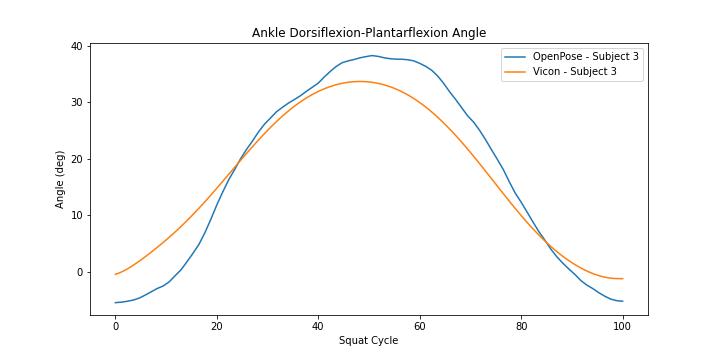 Ankle Dorsiflexion-Plantarflexion Angle
OpenPose - Subject 3
Vicon - Subject 3
Angle (deg)
40
30
20
10
0
0 20 40 60 80 100
Squat Cycle